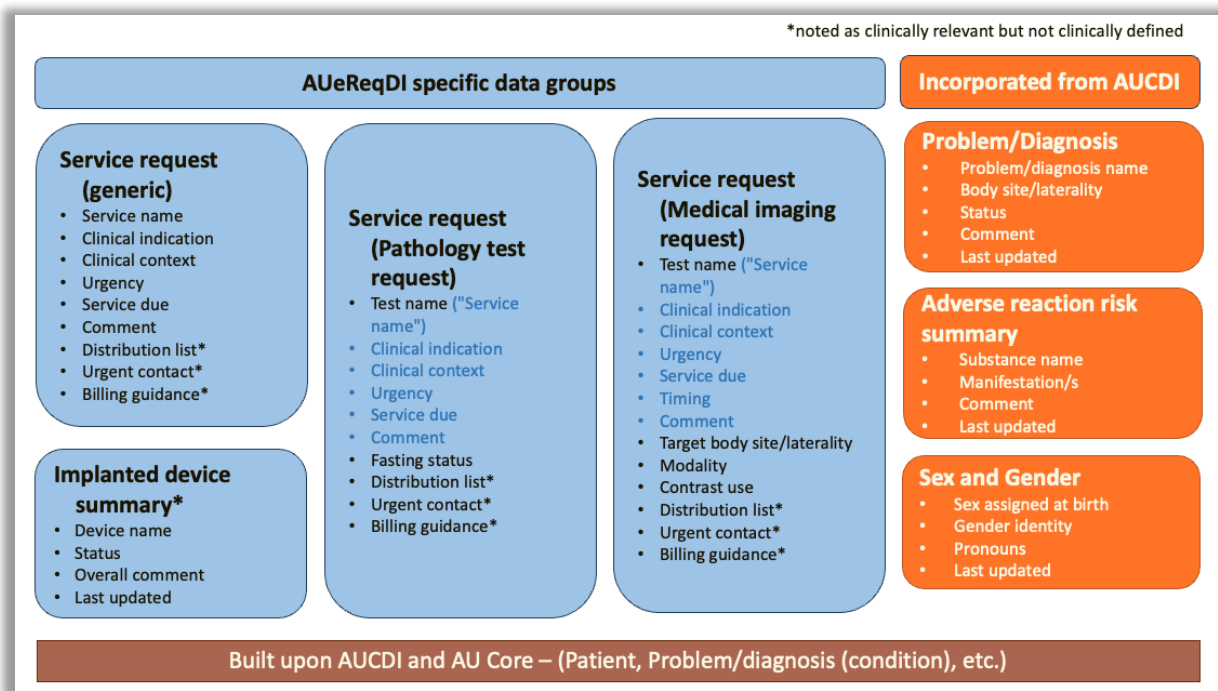 *noted as clinically relevant but not clinically defined
AUeReqDI specific data groups
Incorporated from AUCDI
Service request
(generic)
• Service name
• Clinical indication
• Clinical context
• Urgency
• Service due
• Comment
• Distribution list*
• Urgent contact*
• Billing guidance*
Implanted device
summary*
• Device name
• Status
• Overall comment
• Last updated
Service request
(Pathology test
request)
• Test name ("Service
name")
• Clinical indication
• Clinical context
• Urgency
• Service due
• Comment
• Fasting status
• Distribution list*
• Urgent contact*
• Billing guidance*
Service request
(Medical imaging
request)
• Test name ("Service
name")
• Clinical indication
• Clinical context
• Urgency
• Service due
• Timing
• Comment
• Target body site/laterality
• Modality
• Contrast use
• Distribution list*
• Urgent contact*
• Billing guidance*
Problem/Diagnosis
• Problem/diagnosis name
• Body site/laterality
• Status
• Comment
• Last updated
Adverse reaction risk
summary
• Substance name
• Manifestation/s
• Comment
• Last updated
Sex and Gender
• Sex assigned at birth
• Gender identity
• Pronouns
• Last updated
Built upon AUCDI and AU Core – (Patient, Problem/diagnosis (condition), etc.)